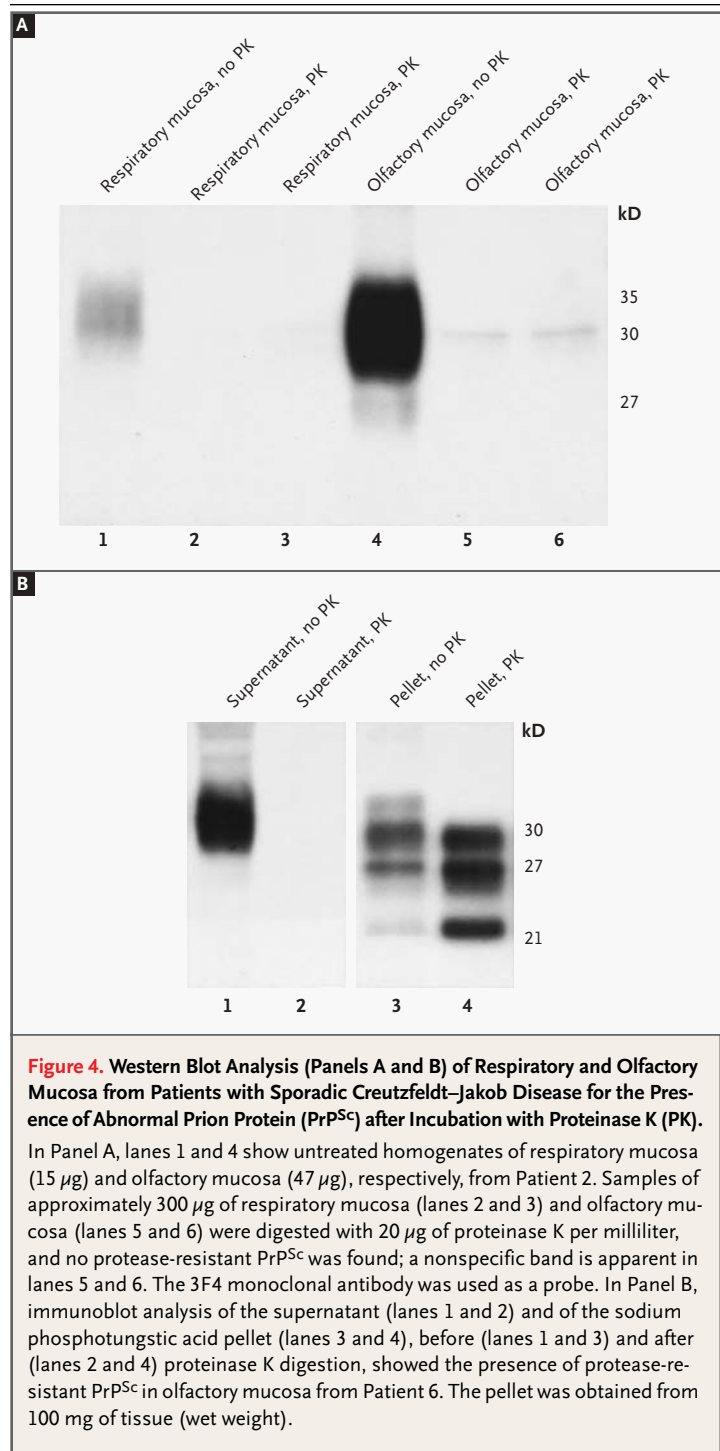 A
Respiratory mucosa, no PK
Respiratory mucosa, PK
Respiratory mucosa, PK
Olfactory mucosa, no PK
Olfactory mucosa, PK
Olfactory mucosa, PK
kD
35
30
27
1 2 3 4 5 6
B
Supernatant, no PK
Supernatant, PK
Pellet, no PK
Pellet, PK
kD
30
27
21
1 2 3 4
Figure 4. Western Blot Analysis (Panels A and B) of Respiratory and Olfactory
Mucosa from Patients with Sporadic Creutzfeldt–Jakob Disease for the Pres-
ence of Abnormal Prion Protein (PrPSc) after Incubation with Proteinase K (PK).
In Panel A, lanes 1 and 4 show untreated homogenates of respiratory mucosa
(15 µg) and olfactory mucosa (47 µg), respectively, from Patient 2. Samples of
approximately 300 µg of respiratory mucosa (lanes 2 and 3) and olfactory mu-
cosa (lanes 5 and 6) were digested with 20 µg of proteinase K per milliliter,
and no protease-resistant PrPSc was found; a nonspecific band is apparent in
lanes 5 and 6. The 3F4 monoclonal antibody was used as a probe. In Panel B,
immunoblot analysis of the supernatant (lanes 1 and 2) and of the sodium
phosphotungstic acid pellet (lanes 3 and 4), before (lanes 1 and 3) and after
(lanes 2 and 4) proteinase K digestion, showed the presence of protease-re-
sistant PrPSc in olfactory mucosa from Patient 6. The pellet was obtained from
100 mg of tissue (wet weight).